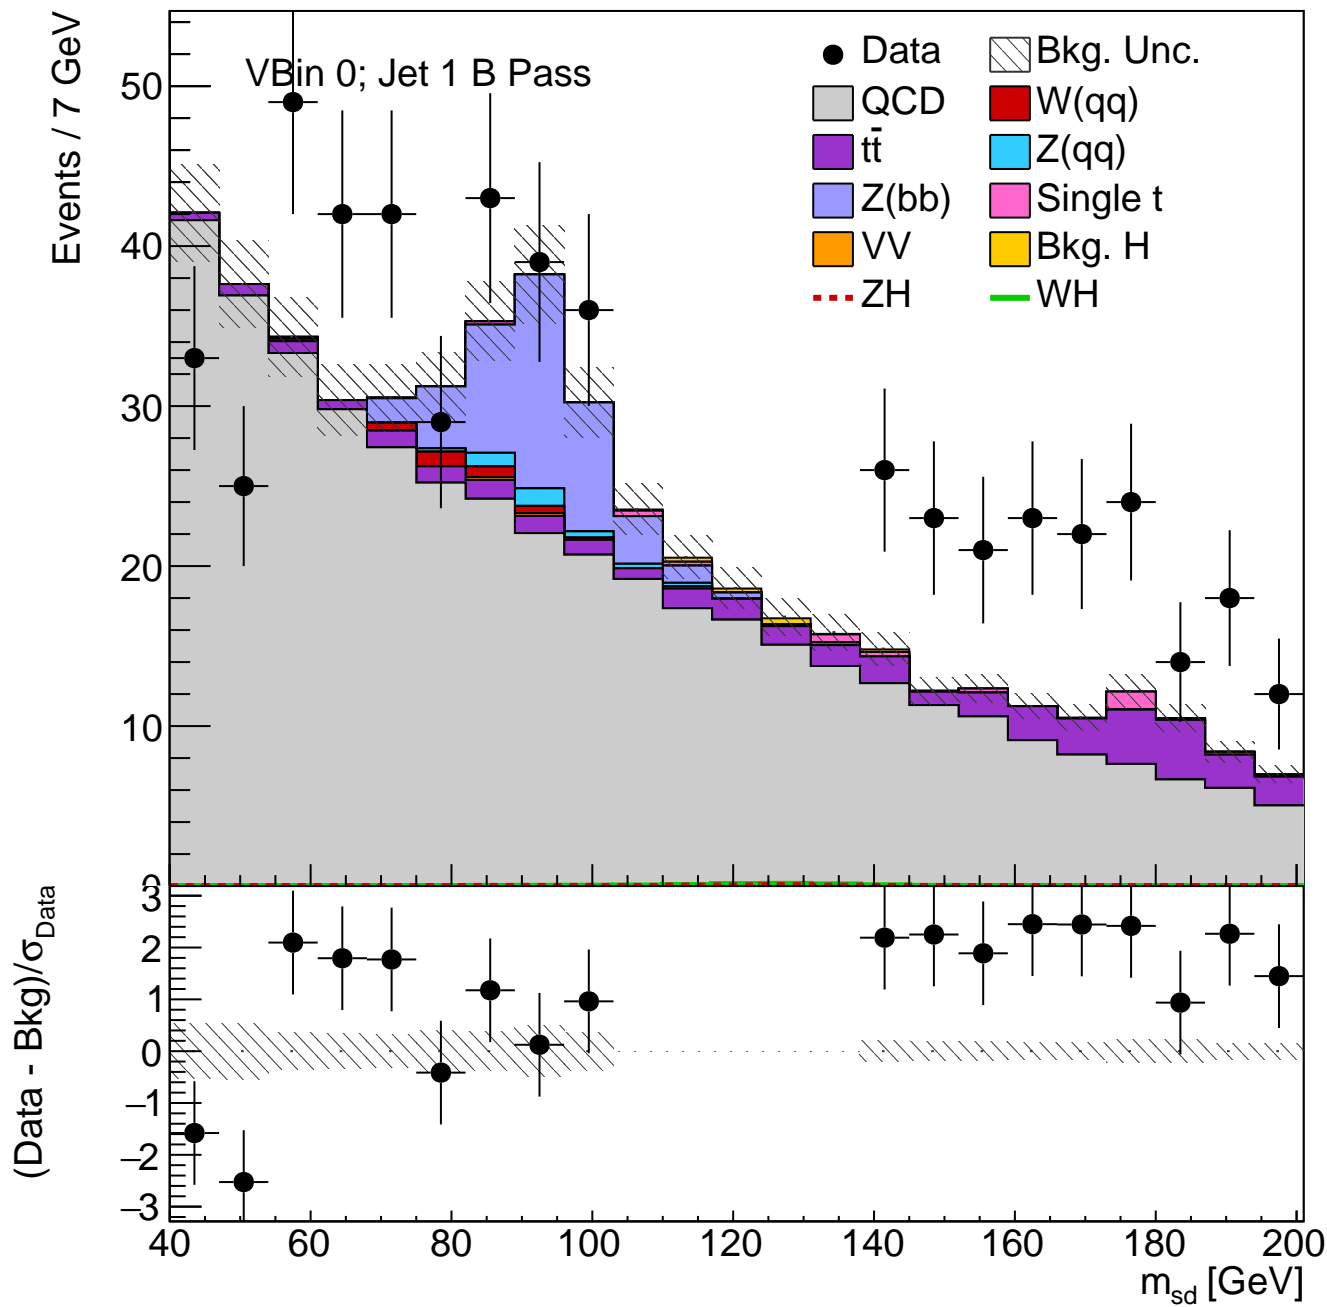 Events / 7 GeV
VBin 0; Jet 1 B Pass
Data
Bkg. Unc.
QCD
W(qq)
tt̄
Z(qq)
Z(bb)
Single t
VV
Bkg. H
ZH
WH
50
40
30
20
10
0
(Data - Bkg)/σ_Data
3
2
1
0
−1
−2
−3
40 60 80 100 120 140 160 180 200
m_sd [GeV]